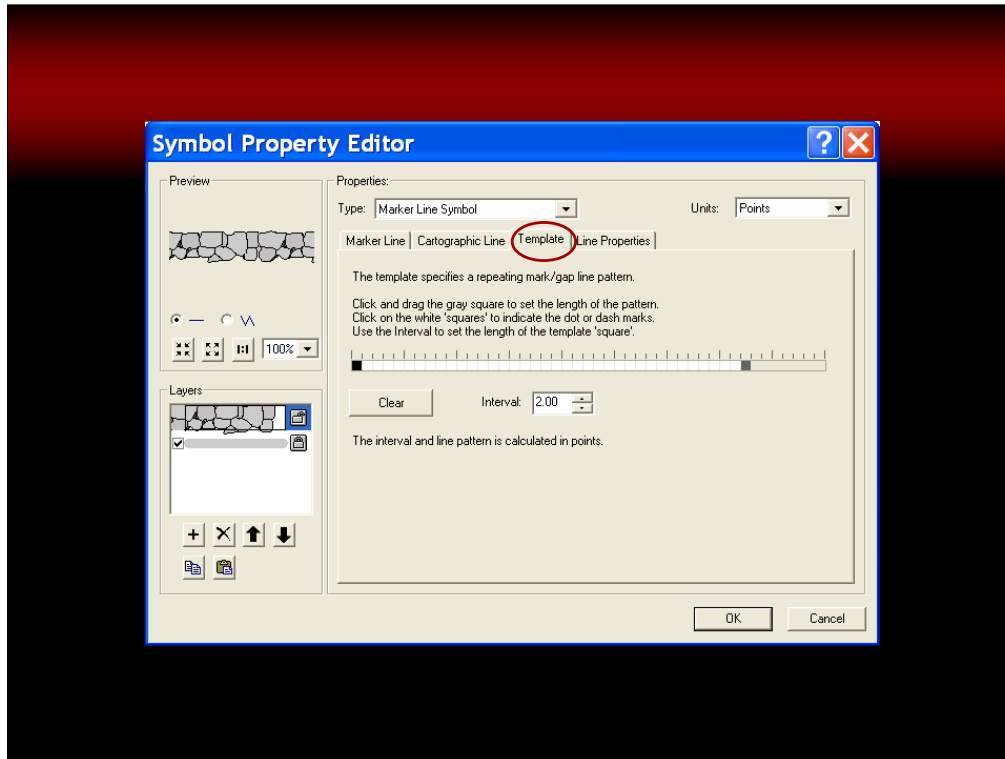 Symbol Property Editor
Preview
Properties:
Type: Marker Line Symbol
Units: Points
Marker Line
Cartographic Line
Template
Line Properties
The template specifies a repeating mark/gap line pattern.
Click and drag the gray square to set the length of the pattern.
Click on the white 'squares' to indicate the dot or dash marks.
Use the Interval to set the length of the template 'square'.
1:1
100%
Clear
Interval: 2.00
The interval and line pattern is calculated in points.
Layers
OK
Cancel